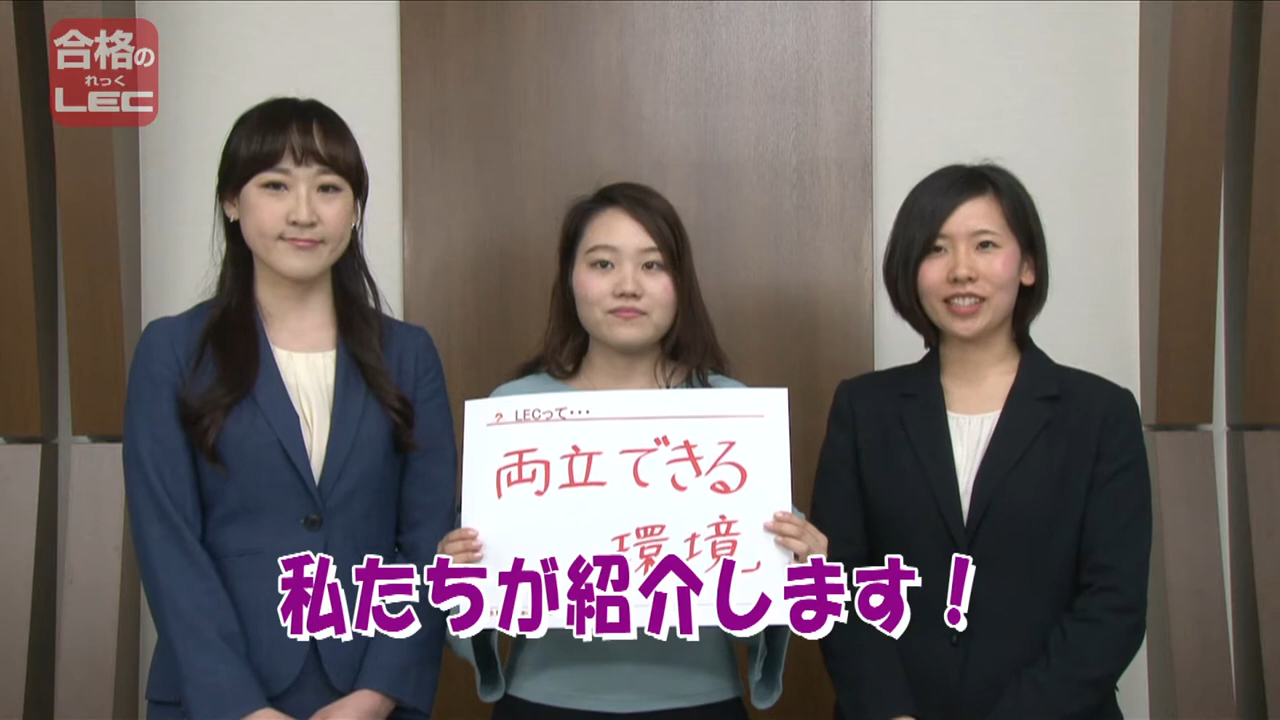 合格の
れっく
LEC
? LECって・・・
両立できる
環境
私たちが紹介します！